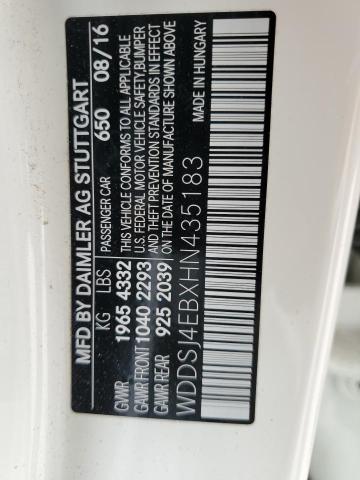 MFD BY DAIMLER AG STUTTGART
KG LBS PASSENGER CAR 650 08/16
GVWR 1965 4332 THIS VEHICLE CONFORMS TO ALL APPLICABLE
GAWR FRONT 1040 2293 U.S. FEDERAL MOTOR VEHICLE SAFETY, BUMPER
AND THEFT PREVENTION STANDARDS IN EFFECT
GAWR REAR 925 2039 ON THE DATE OF MANUFACTURE SHOWN ABOVE
MADE IN HUNGARY
WDDSJ4EBXHN435183